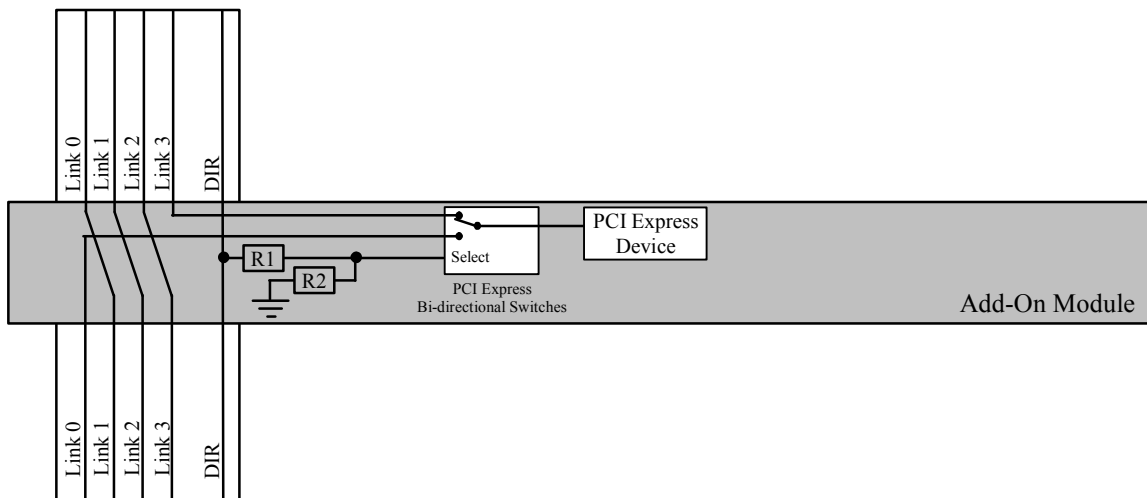 Link 0
Link 1
Link 2
Link 3
DIR
PCI Express
Device
R1
Select
R2
PCI Express
Bi-directional Switches
Add-On Module
Link 0
Link 1
Link 2
Link 3
DIR